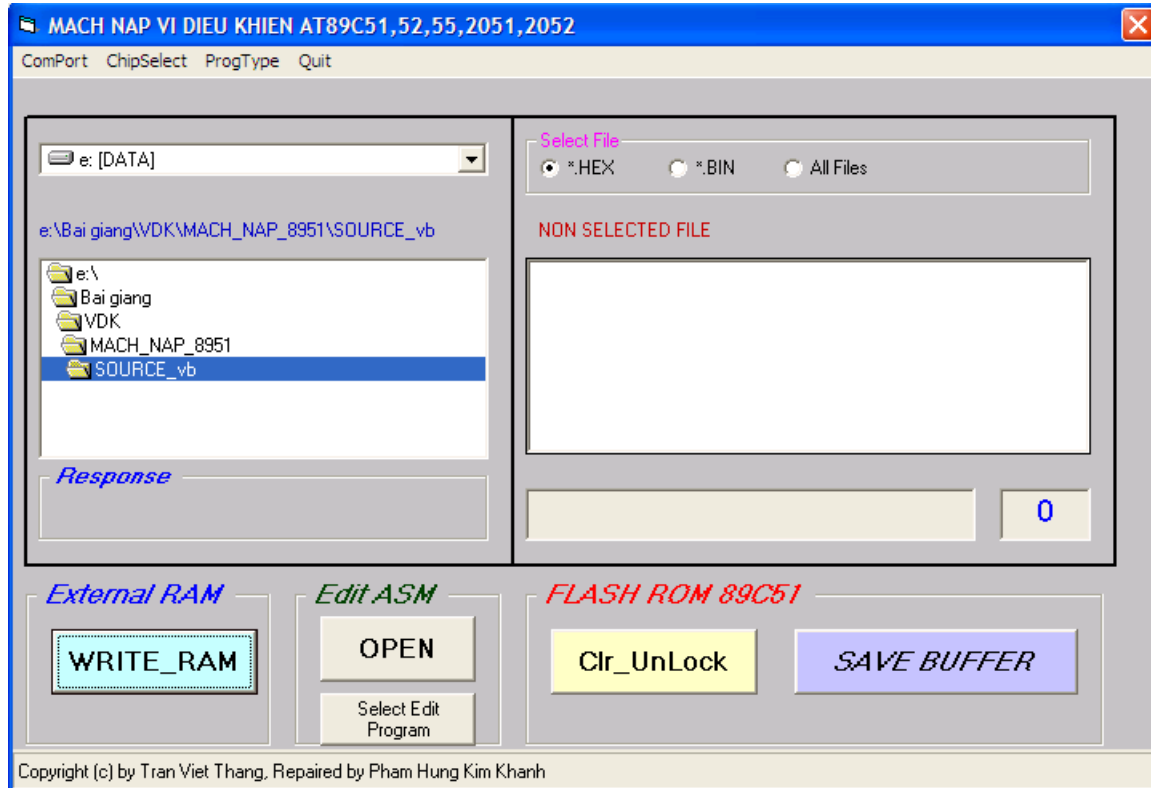 MACH NAP VI DIEU KHIEN AT89C51,52,55,2051,2052
ComPort ChipSelect ProgType Quit
e: [DATA]
e:\Bai giang\VDK\MACH_NAP_8951\SOURCE_vb
e:\
Bai giang
VDK
MACH_NAP_8951
SOURCE_vb
Response
Select File
*.HEX *.BIN All Files
NON SELECTED FILE
0
External RAM
WRITE_RAM
Edit ASM
OPEN
Select Edit
Program
FLASH ROM 89C51
Clr_UnLock
SAVE BUFFER
Copyright (c) by Tran Viet Thang, Repaired by Pham Hung Kim Khanh